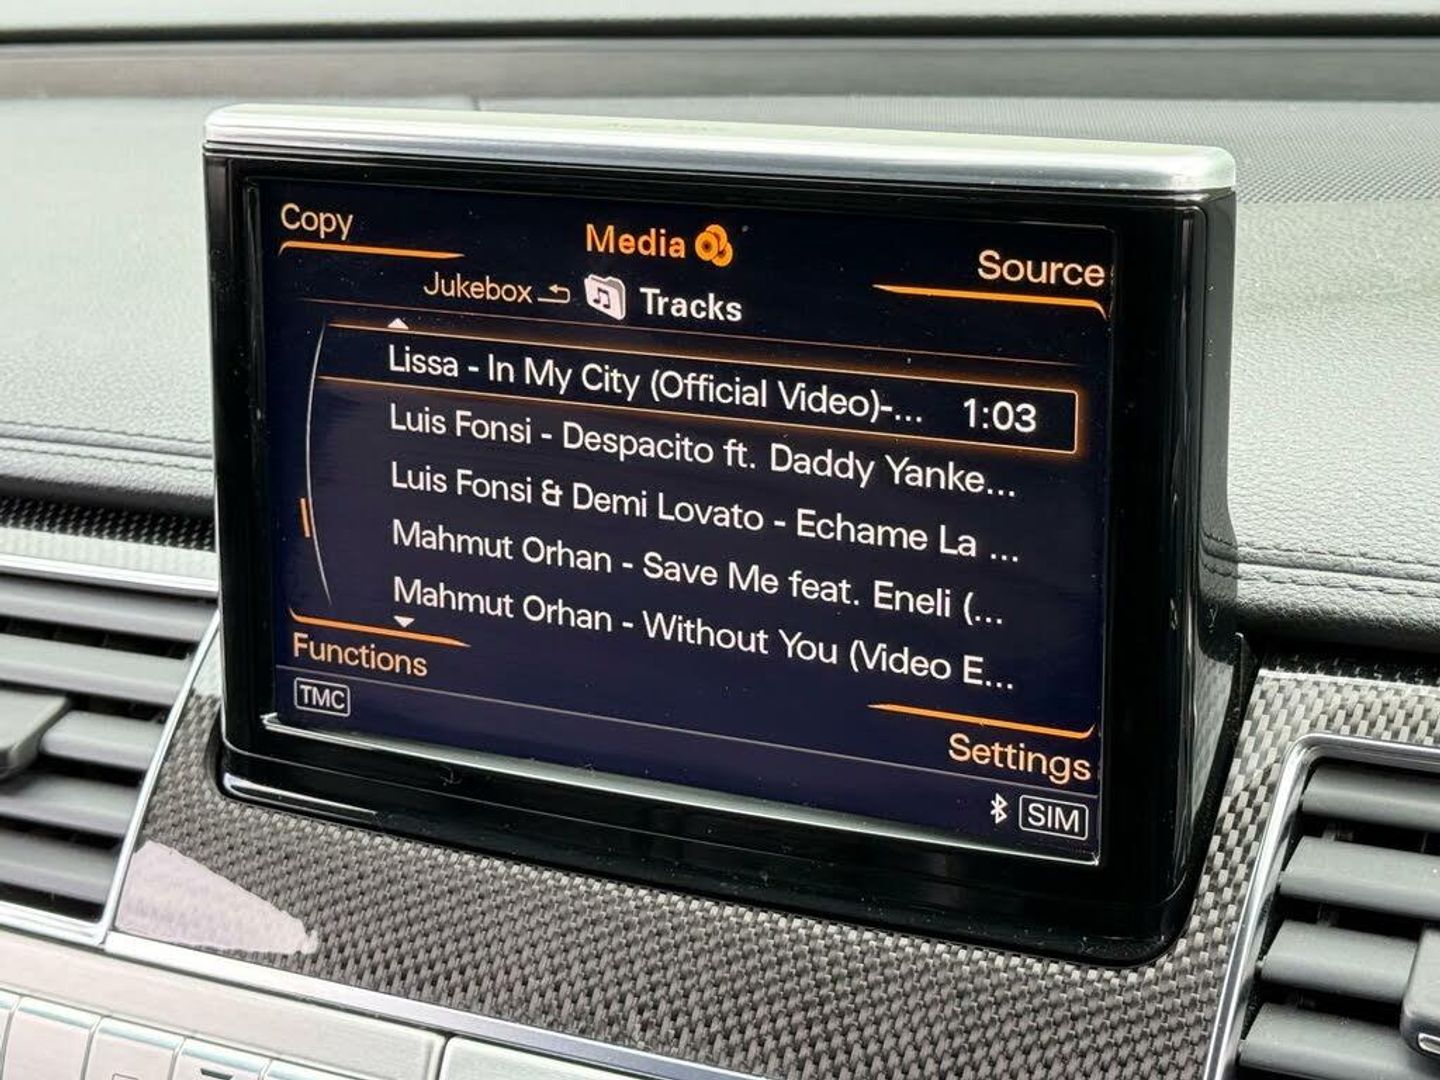 Copy
Media
Source
Jukebox
Tracks
Lissa - In My City (Official Video)-... 1:03
Luis Fonsi - Despacito ft. Daddy Yanke...
Luis Fonsi & Demi Lovato - Echame La ...
Mahmut Orhan - Save Me feat. Eneli (...
Mahmut Orhan - Without You (Video E...
Functions
TMC
Settings
SIM